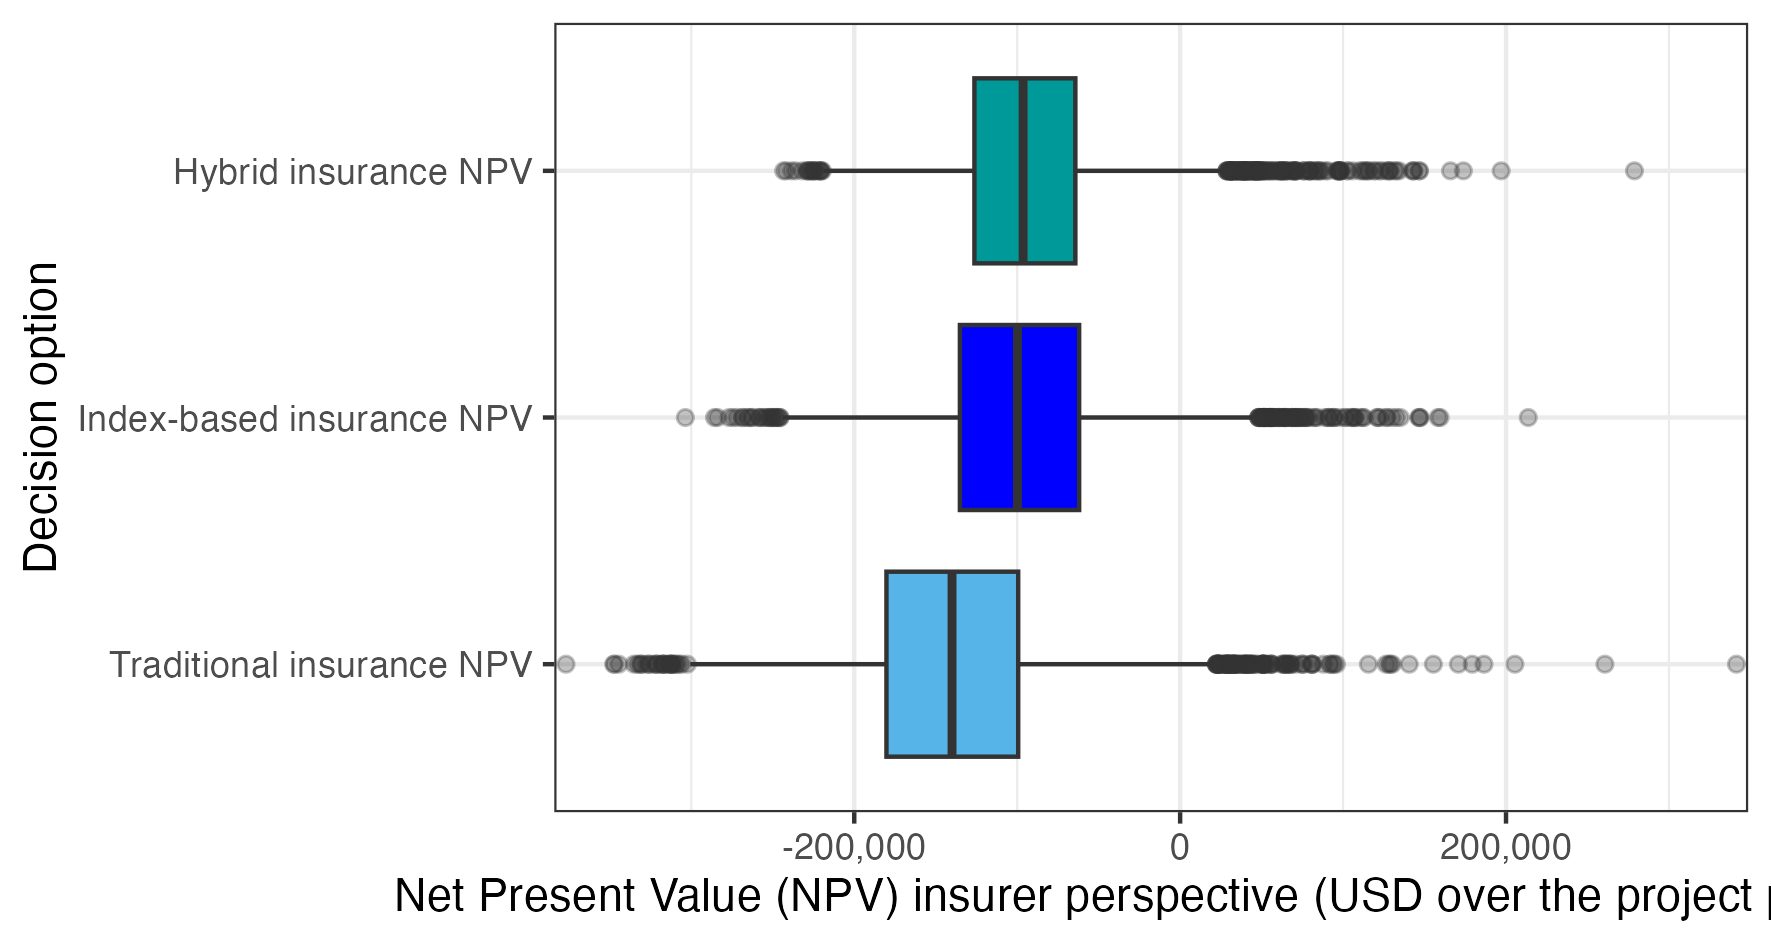 Decision option
Hybrid insurance NPV
Index-based insurance NPV
Traditional insurance NPV
-200,000
0
200,000
Net Present Value (NPV) insurer perspective (USD over the project